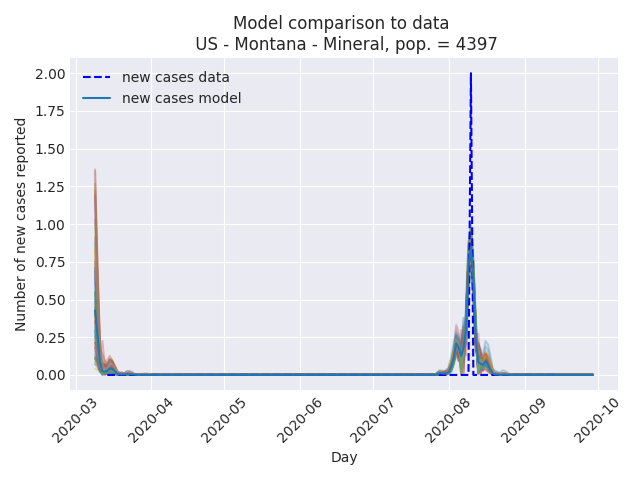 Model comparison to data
US - Montana - Mineral, pop. = 4397
new cases data
new cases model
Number of new cases reported
2.00
1.75
1.50
1.25
1.00
0.75
0.50
0.25
0.00
2020-03
2020-04
2020-05
2020-06
2020-07
2020-08
2020-09
2020-10
Day